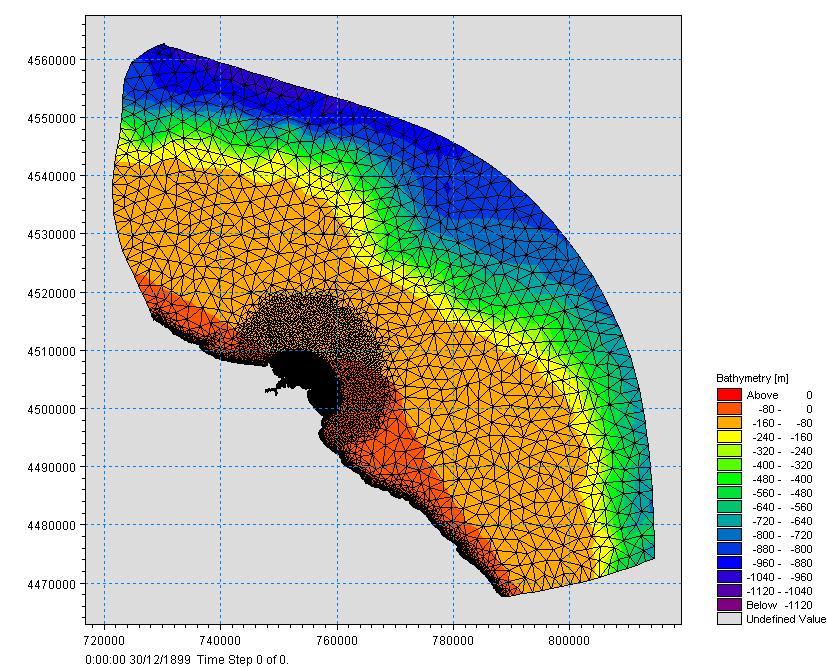 4560000
4550000
4540000
4530000
4520000
4510000
4500000
4490000
4480000
4470000
720000 740000 760000 780000 800000
0:00:00 30/12/1899 Time Step 0 of 0.
Bathymetry [m]
Above 0
-80 - 0
-160 - -80
-240 - -160
-320 - -240
-400 - -320
-480 - -400
-560 - -480
-640 - -560
-720 - -640
-800 - -720
-880 - -800
-960 - -880
-1040 - -960
-1120 - -1040
Below -1120
Undefined Value